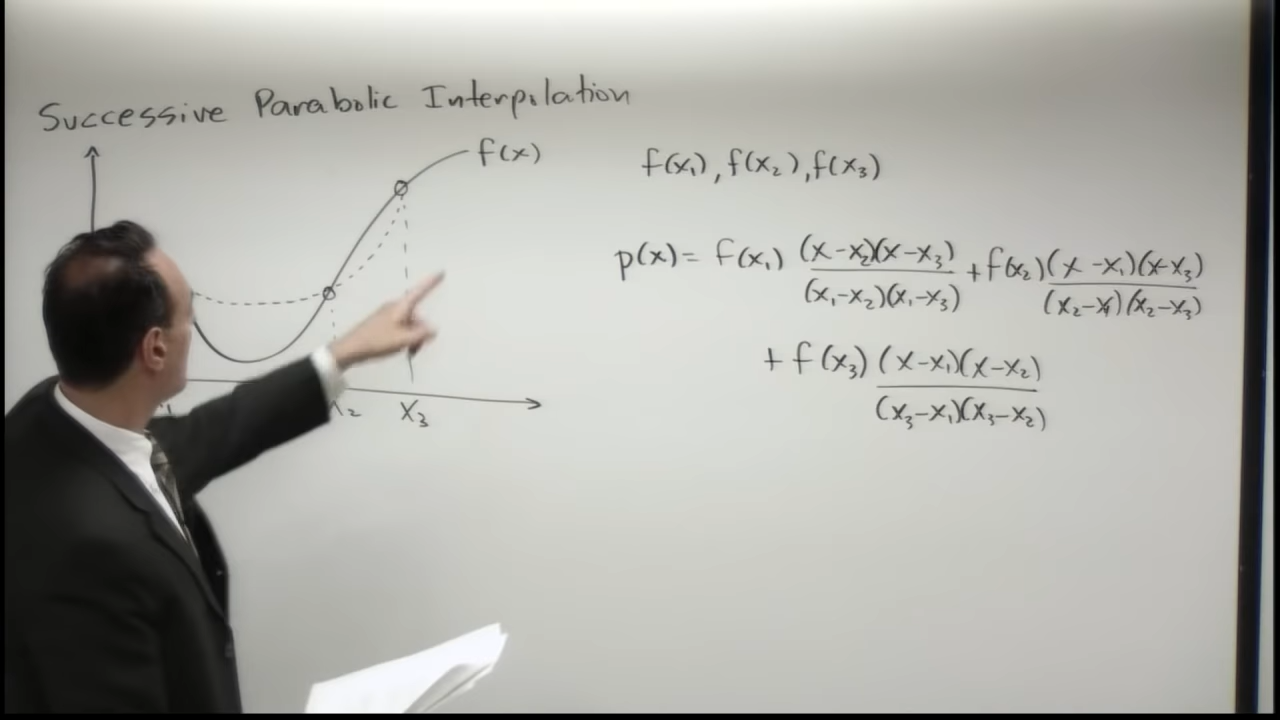 Successive Parabolic Interpolation
f(x)
f(x₁), f(x₂), f(x₃)
p(x) = f(x₁) (x-x₂)(x-x₃) / (x₁-x₂)(x₁-x₃) + f(x₂) (x-x₁)(x-x₃) / (x₂-x₁)(x₂-x₃)
+ f(x₃) (x-x₁)(x-x₂) / (x₃-x₁)(x₃-x₂)
x₂ x₃